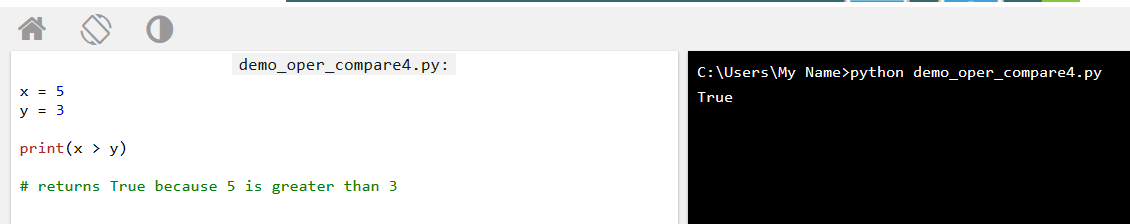 demo_oper_compare4.py:
x = 5
y = 3
print(x > y)
# returns True because 5 is greater than 3
C:\Users\My Name>python demo_oper_compare4.py
True